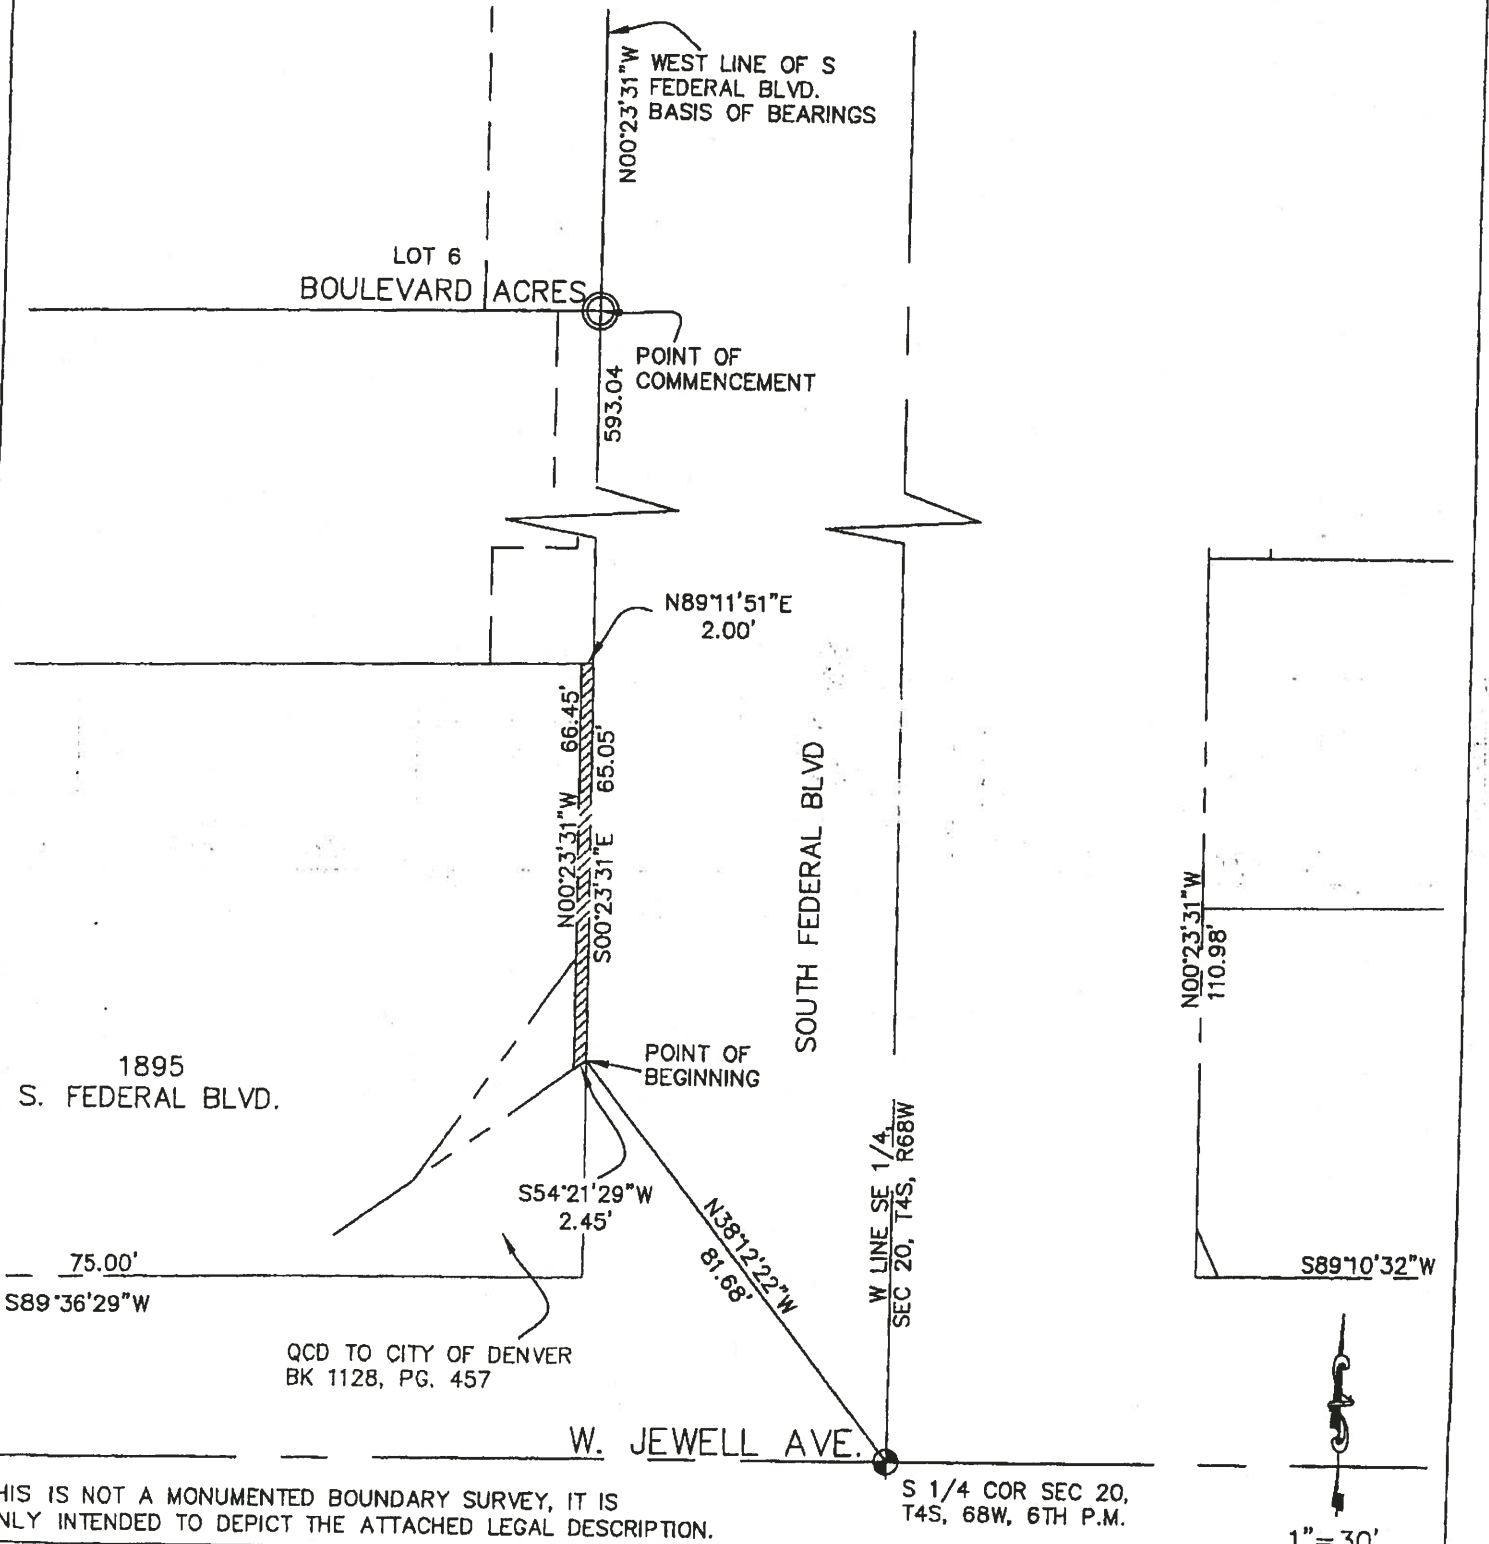 N00°23'31"W
WEST LINE OF S
FEDERAL BLVD.
BASIS OF BEARINGS
LOT 6
BOULEVARD ACRES
POINT OF
COMMENCEMENT
593.04
N89°11'51"E
2.00'
66.45'
N00°23'31"W
65.05'
S00°23'31"E
SOUTH FEDERAL BLVD
N00°23'31"W
110.98'
1895
S. FEDERAL BLVD.
POINT OF
BEGINNING
S54°21'29"W
2.45'
N38°12'22"W
81.68'
W LINE SE 1/4,
SEC 20, T4S, R68W
75.00'
S89°36'29"W
S89°10'32"W
QCD TO CITY OF DENVER
BK 1128, PG. 457
W. JEWELL AVE.
S 1/4 COR SEC 20,
T4S, 68W, 6TH P.M.
HIS IS NOT A MONUMENTED BOUNDARY SURVEY, IT IS
NLY INTENDED TO DEPICT THE ATTACHED LEGAL DESCRIPTION.
1"=30'